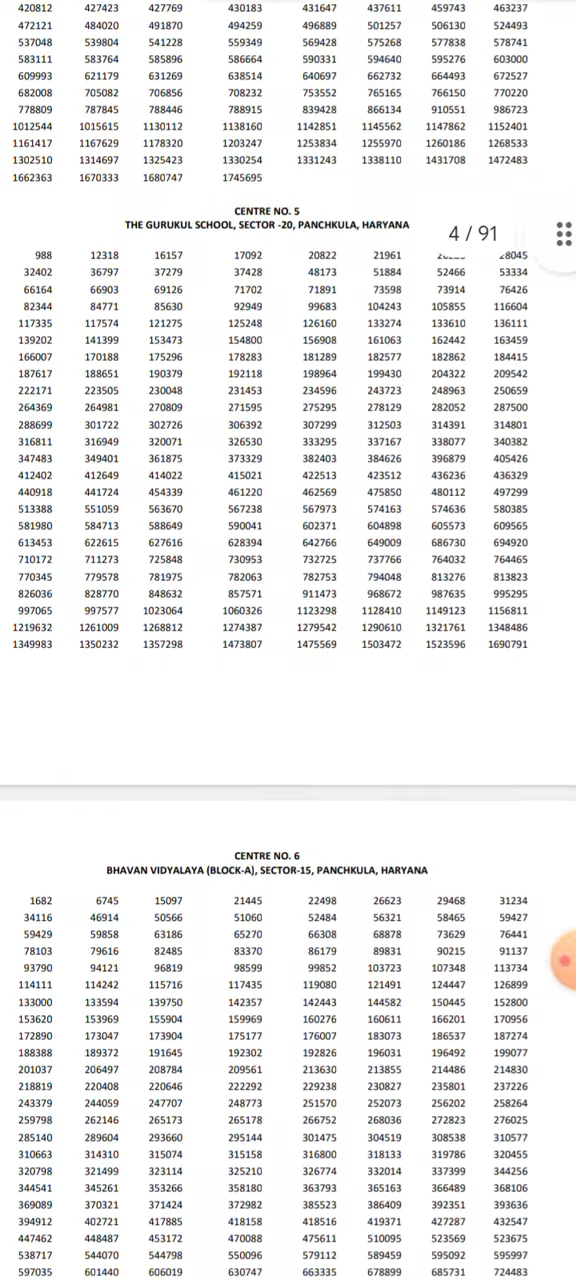 420812 427423 427769 430183 431647 437611 459743 463237
472121 484020 491870 494259 496889 501257 506130 524493
537048 539804 541228 559349 569428 575268 577838 578741
583111 583764 585896 586664 590331 594640 595276 603000
609993 621179 631269 638514 640697 662732 664493 672527
682008 705082 706856 708232 753552 765165 766150 770220
778809 787845 788446 788915 839428 866134 910551 986723
1012544 1015615 1130112 1138160 1142851 1145562 1147862 1152401
1161417 1167629 1178320 1203247 1253834 1255970 1260186 1268533
1302510 1314697 1325423 1330254 1331243 1338110 1431708 1472483
1662363 1670333 1680747 1745695
CENTRE NO. 5
THE GURUKUL SCHOOL, SECTOR -20, PANCHKULA, HARYANA
4 / 91
988 12318 16157 17092 20822 21961 28045
32402 36797 37279 37428 48173 51884 52466 53334
66164 66903 69126 71702 71891 73598 73914 76426
82344 84771 85630 92949 99683 104243 105855 116604
117335 117574 121275 125248 126160 133274 133610 136111
139202 141399 153473 154800 156908 161063 162442 163459
166007 170188 175296 178283 181289 182577 182862 184415
187617 188651 190379 192118 198964 199430 204322 209542
222171 223505 230048 231453 234596 243723 248963 250659
264369 264981 270809 271595 275295 278129 282052 287500
288699 301722 302726 306392 307299 312503 314391 314801
316811 316949 320071 326530 333295 337167 338077 340382
347483 349401 361875 373329 382403 384626 396879 405426
412402 412649 414022 415021 422513 423512 436236 436329
440918 441724 454339 461220 462569 475850 480112 497299
513388 551059 563670 567238 567973 574163 574636 580385
581980 584713 588649 590041 602371 604898 605573 609565
613453 622615 627616 628394 642766 649009 686730 694920
710172 711273 725848 730953 732725 737766 764032 764465
770345 779578 781975 782063 782753 794048 813276 813823
826036 828770 848632 857571 911473 968672 987635 995295
997065 997577 1023064 1060326 1123298 1128410 1149123 1156811
1219632 1261009 1268812 1274387 1279542 1290610 1321761 1348486
1349983 1350232 1357298 1473807 1475569 1503472 1523596 1690791
CENTRE NO. 6
BHAVAN VIDYALAYA (BLOCK-A), SECTOR-15, PANCHKULA, HARYANA
1682 6745 15097 21445 22498 26623 29468 31234
34116 46914 50566 51060 52484 56321 58465 59427
59429 59858 63186 65270 66308 68878 73629 76441
78103 79616 82485 83370 86179 89831 90215 91137
93790 94121 96819 98599 99852 103723 107348 113734
114111 114242 115716 117435 119080 121491 124447 126899
133000 133594 139750 142357 142443 144582 150445 152800
153620 153969 155904 159969 160276 160611 166201 170956
172890 173047 173904 175177 176007 183073 186537 187274
188388 189372 191645 192302 192826 196031 196492 199077
201037 206497 208784 209561 213630 213855 214486 214830
218819 220408 220646 222292 229238 230827 235801 237226
243379 244059 247707 248773 251570 252073 256202 258264
259798 262146 265173 265178 266752 268036 272823 276025
285140 289604 293660 295144 301475 304519 308538 310577
310663 314310 315074 315158 316800 318133 319786 320455
320798 321499 323114 325210 326774 332014 337399 344256
344541 345261 353266 358180 363793 365163 366489 368106
369089 370321 371424 372982 385523 386409 392351 393636
394912 402721 417885 418158 418516 419371 427287 432547
447462 448487 453172 470088 475611 510095 523569 523675
538717 544070 544798 550096 579112 589459 595092 595997
597035 601440 606019 630747 663335 678899 685731 724483